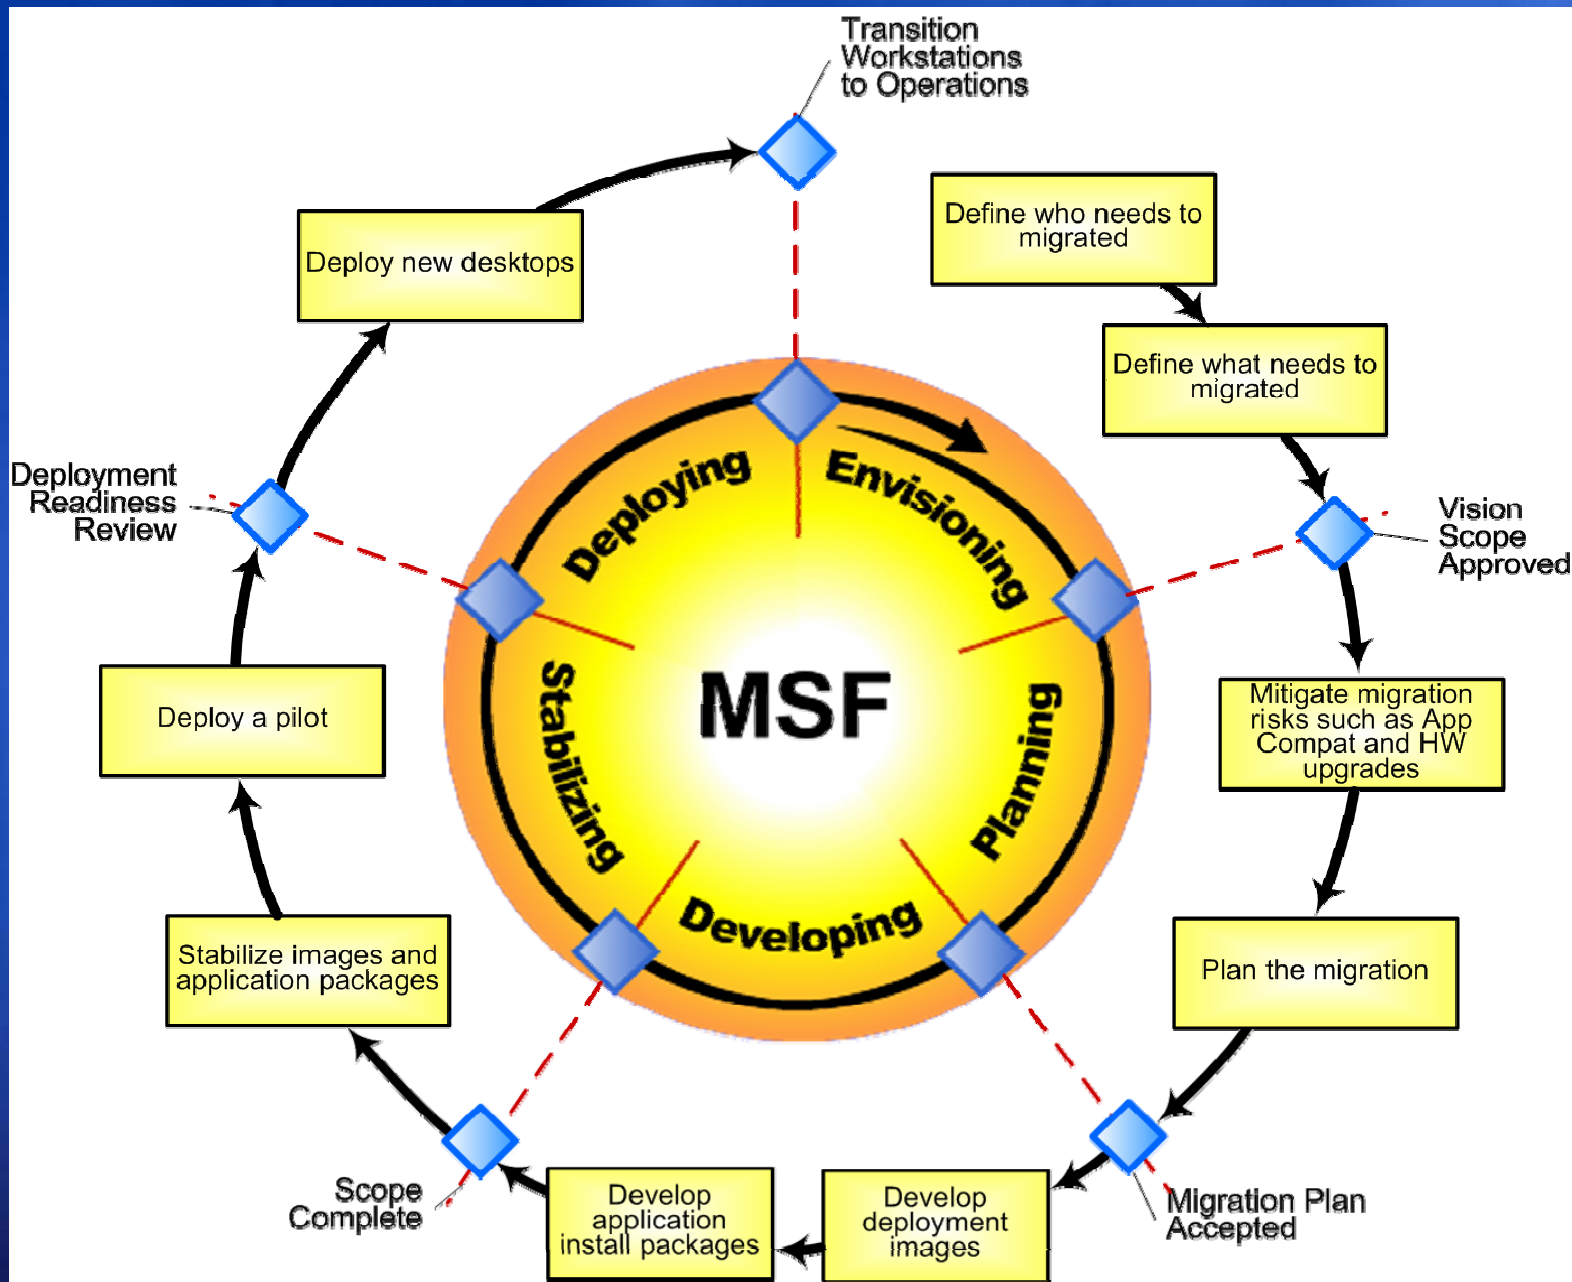 Transition
Workstations
to Operations
Define who needs to
migrated
Deploy new desktops
Define what needs to
migrated
Deployment
Readiness
Review
Vision
Scope
Approved
Deploying
Envisioning
MSF
Stabilizing
Planning
Developing
Mitigate migration
risks such as App
Compat and HW
upgrades
Deploy a pilot
Plan the migration
Stabilize images and
application packages
Migration Plan
Accepted
Develop
deployment
images
Develop
application
install packages
Scope
Complete